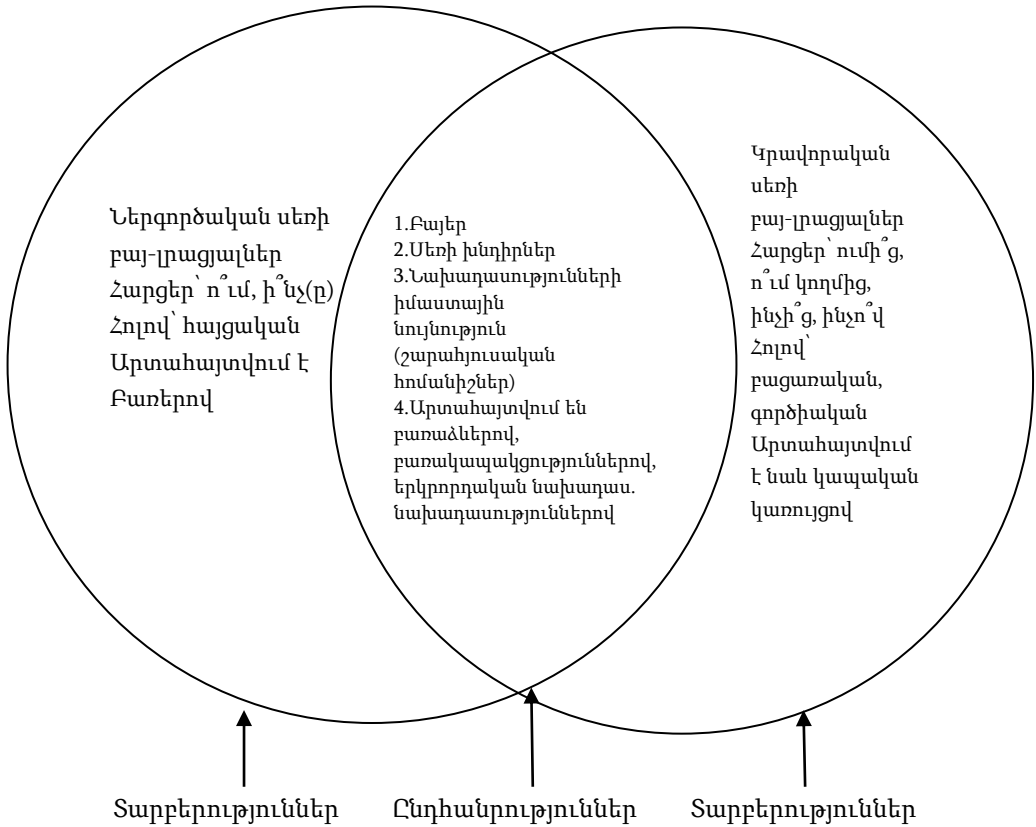 Ներգործական սեռի
բայ-լրացյալներ
Հարցեր՝ ո՞ւմ, ի՞նչ(ը)
Հոլով՝ հայցական
Արտահայտվում է
Բառերով
1.Բայեր
2.Սեռի խնդիրներ
3.Նախադասությունների
իմաստային
նույնություն
(շարահյուսական
հոմանիշներ)
4.Արտահայտվում են
բառաձևերով,
բառակապակցություններով,
երկրորդական նախադաս.
նախադասություններով
Կրավորական
սեռի
բայ-լրացյալներ
Հարցեր՝ ումի՞ց,
ո՞ւմ կողմից,
ինչի՞ց, ինչո՞վ
Հոլով՝
բացառական,
գործիական
Արտահայտվում
է նաև կապական
կառույցով
Տարբերություններ
Ընդհանրություններ
Տարբերություններ